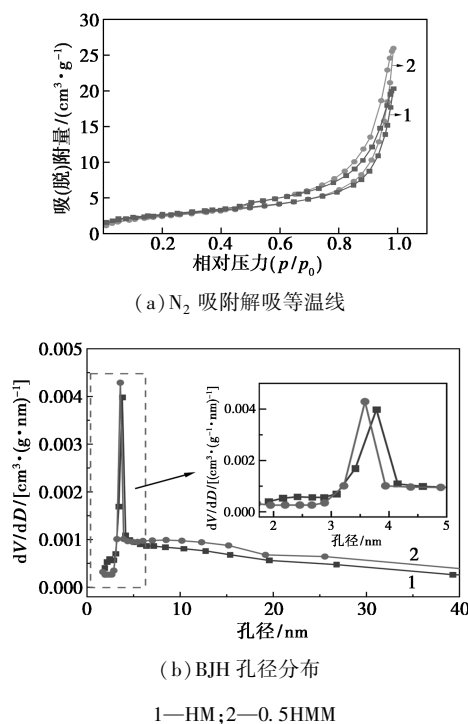 30
25
20
15
10
5
0
吸(脱)附量/(cm³·g⁻¹)
2
1
0.2 0.4 0.6 0.8 1.0
相对压力(p/p₀)
(a)N₂ 吸附解吸等温线
0.005
0.004
0.003
0.002
0.001
0.000
dV/dD/[cm³·(g·nm)⁻¹]
0.004
0.002
0.000
dV/dD/[(cm³·(g⁻¹·nm)⁻¹]
2 3 4 5
孔径/nm
2
1
0 10 20 30 40
孔径/nm
(b)BJH 孔径分布
1—HM;2—0.5HMM